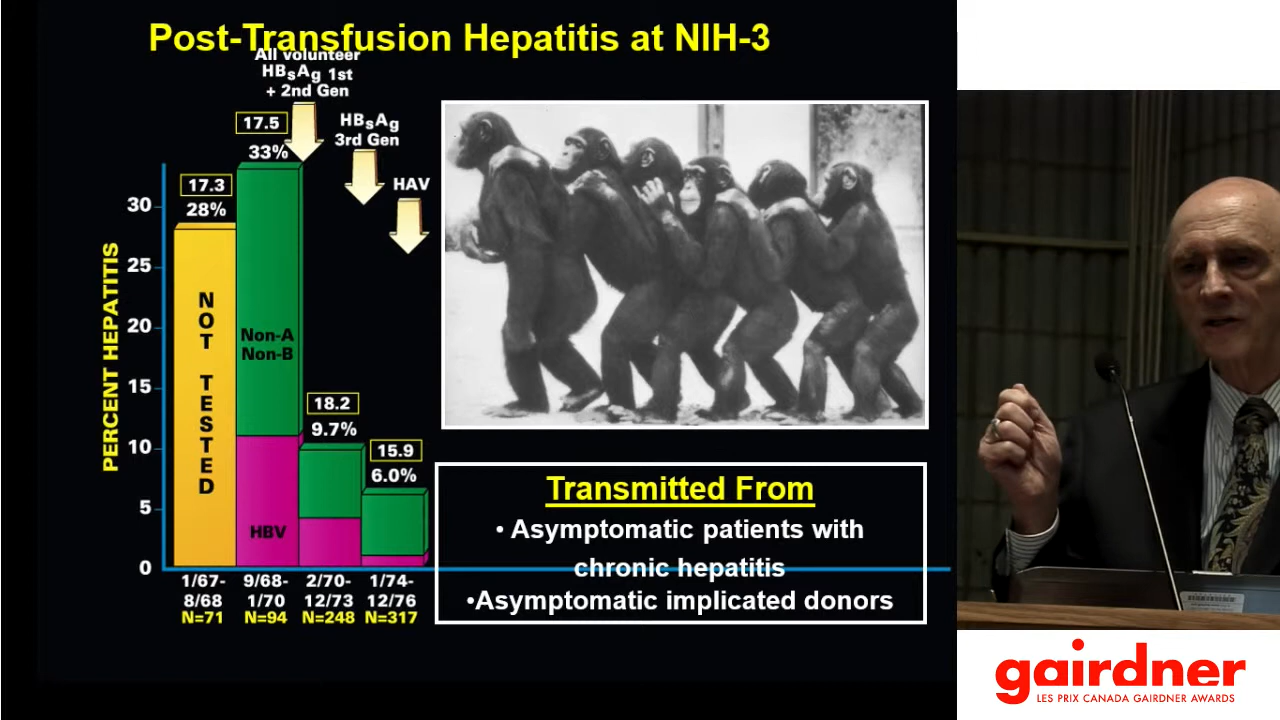 Post-Transfusion Hepatitis at NIH-3
All volunteer
HBsAg 1st
+ 2nd Gen
HBsAg
3rd Gen
HAV
17.3
28%
17.5
33%
18.2
9.7%
15.9
6.0%
PERCENT HEPATITIS
30
25
20
15
10
5
0
NOT TESTED
Non-A
Non-B
HBV
1/67-
8/68
N=71
9/68-
1/70
N=94
2/70-
12/73
N=248
1/74-
12/76
N=317
Transmitted From
• Asymptomatic patients with
chronic hepatitis
•Asymptomatic implicated donors
gairdner
LES PRIX CANADA GAIRDNER AWARDS